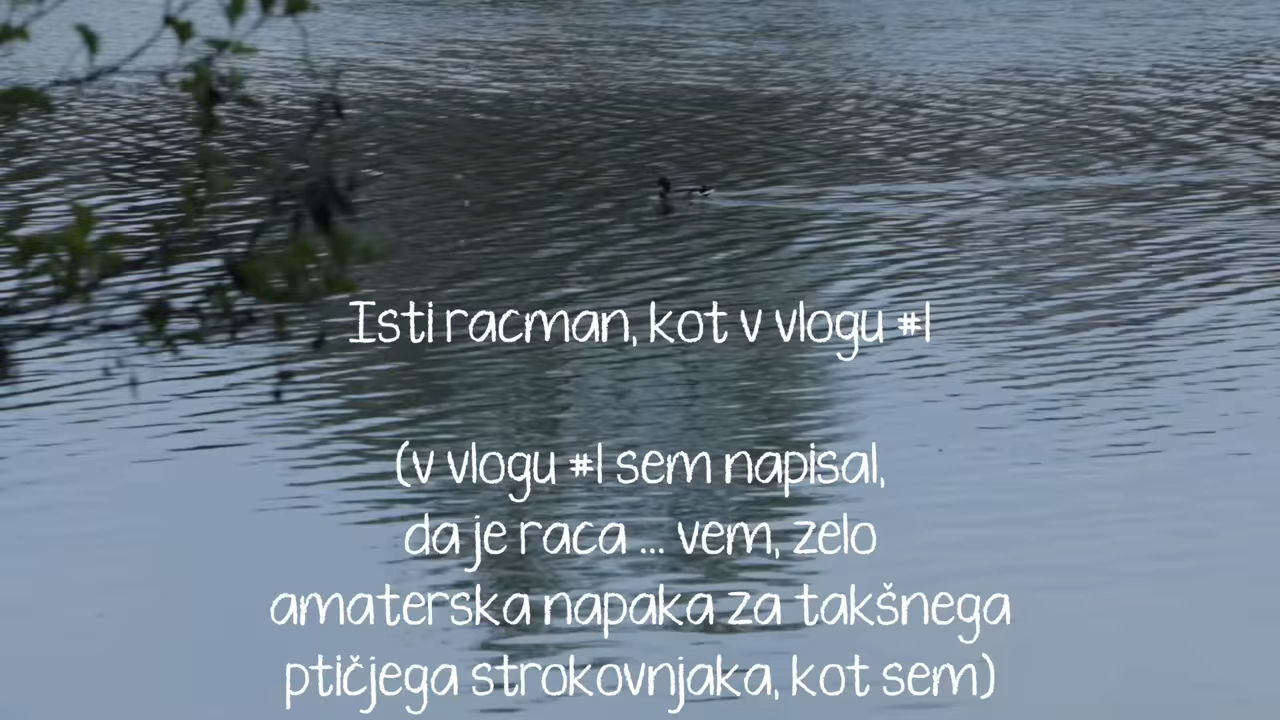 Isti racman, kot v vlogu #1
(v vlogu #1 sem napisal,
da je raca ... vem, zelo
amaterska napaka za takšnega
ptičjega strokovnjaka, kot sem)